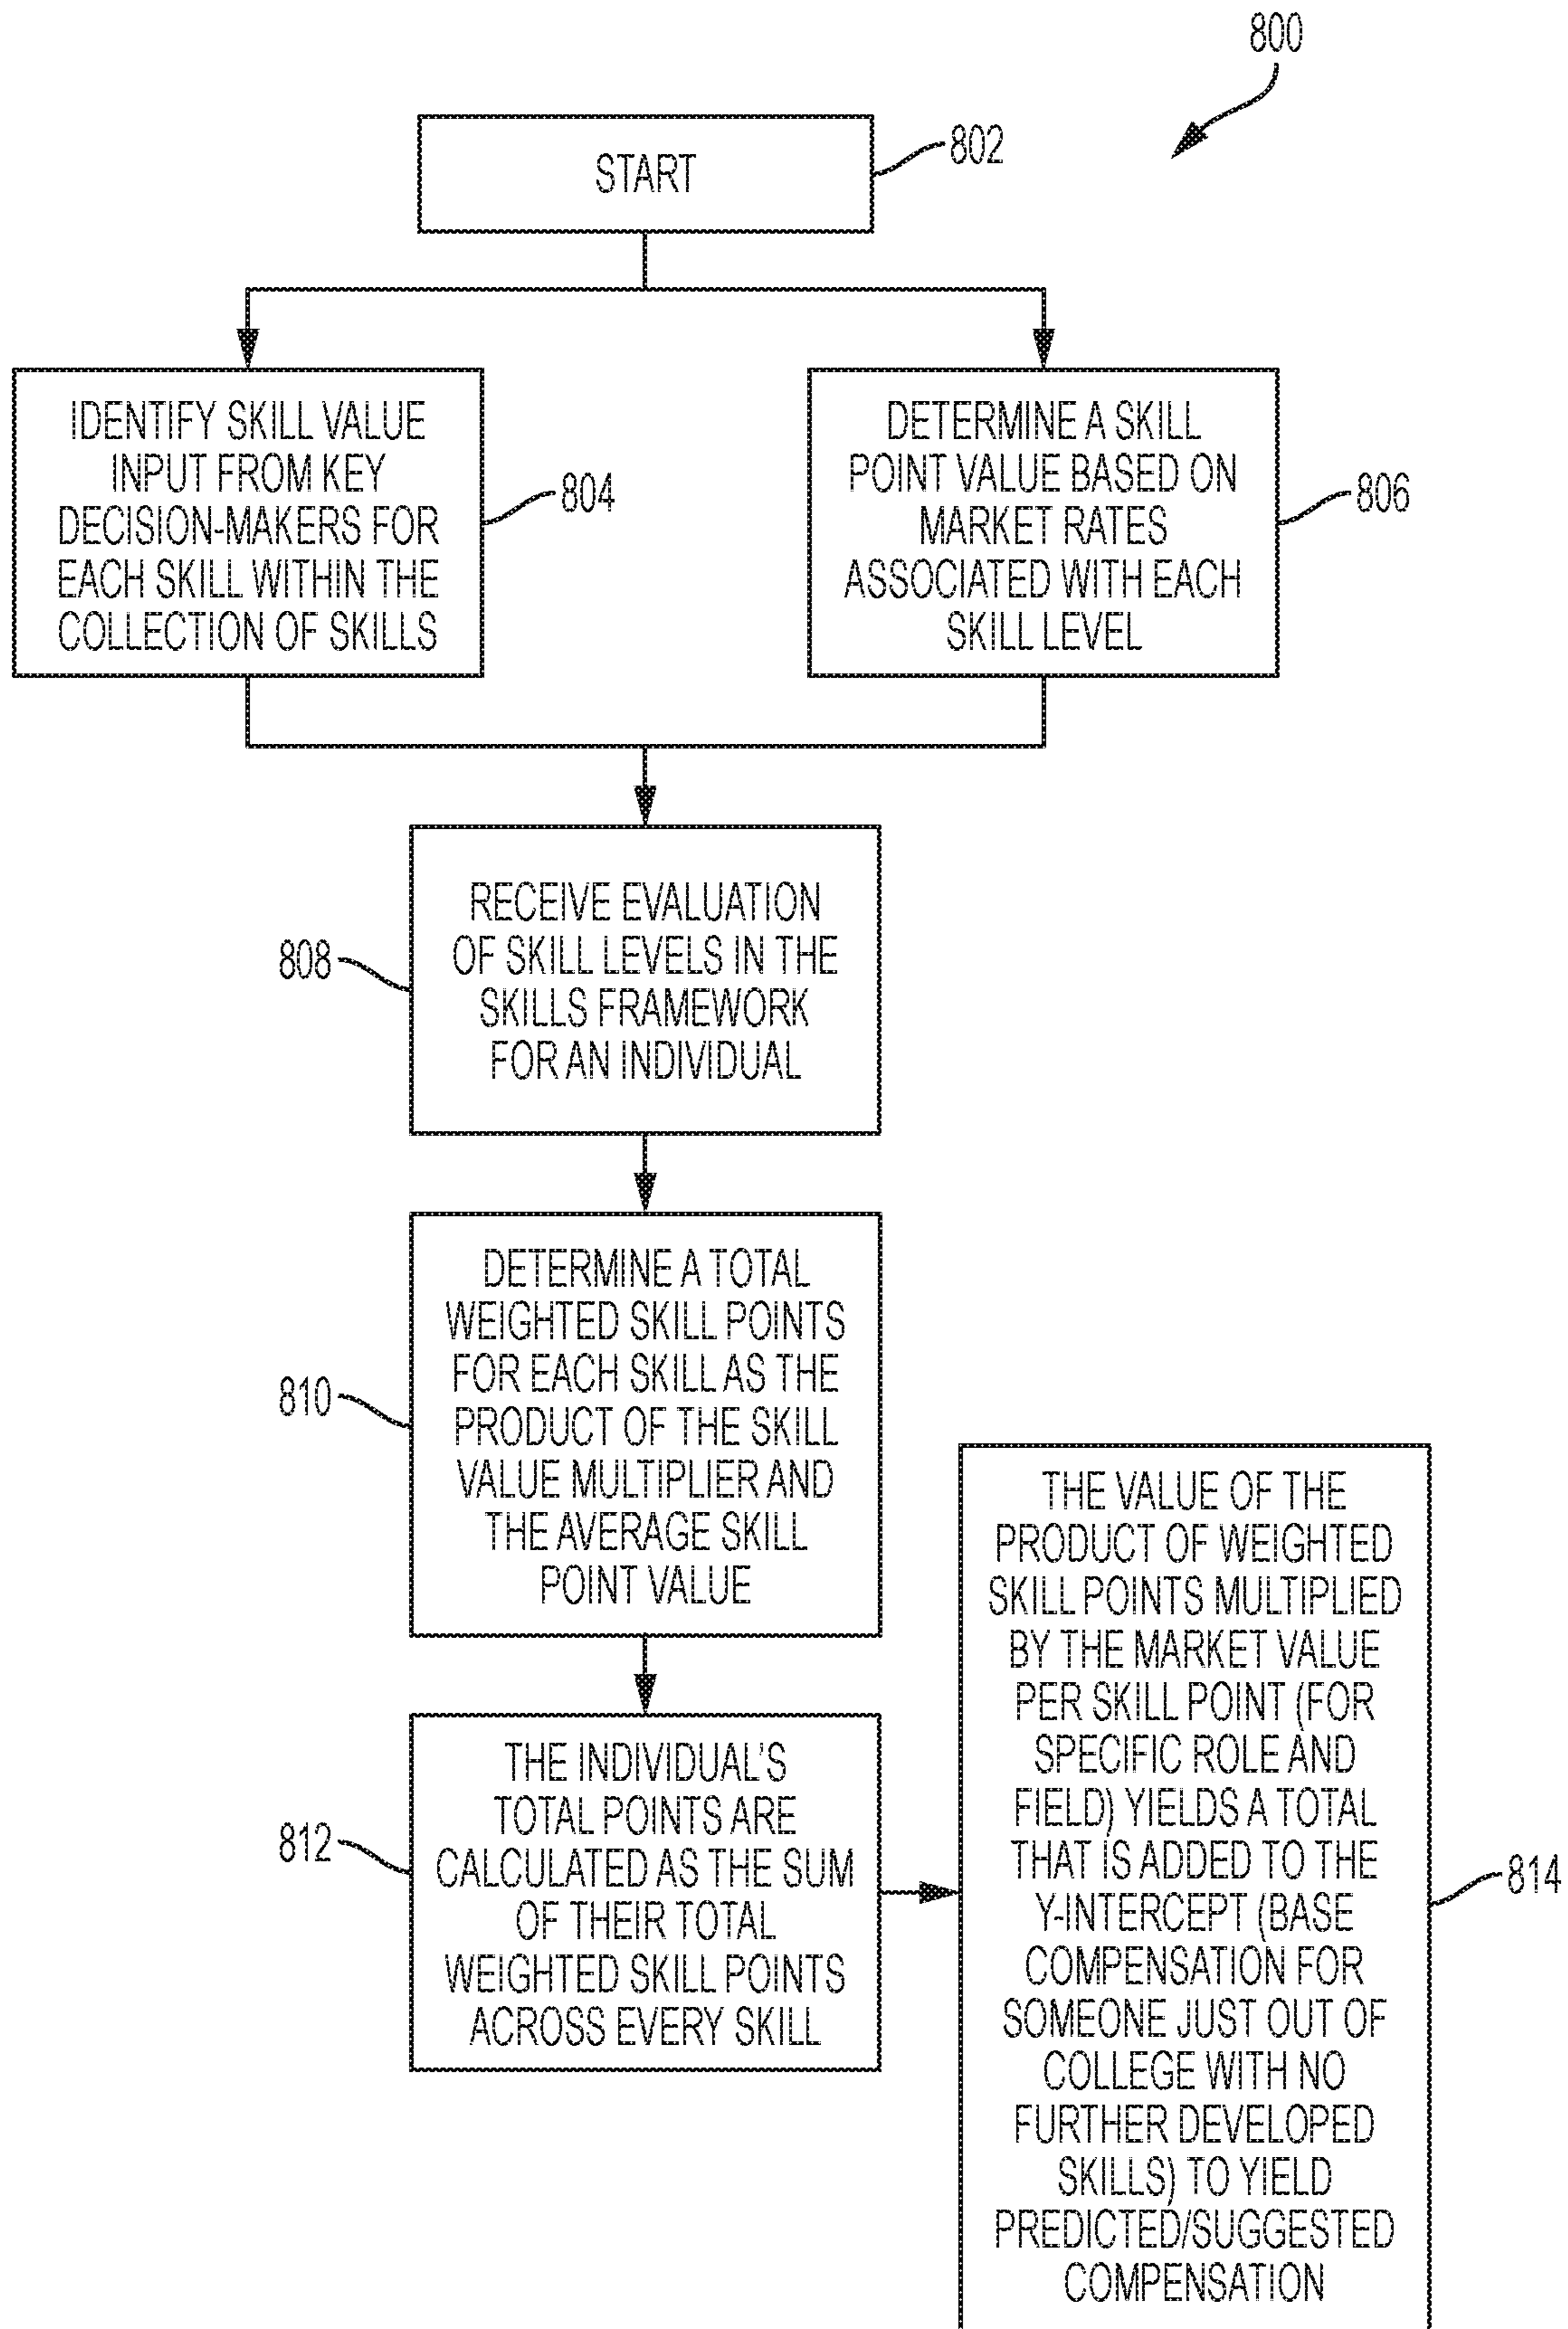 800
START
802
IDENTIFY SKILL VALUE
INPUT FROM KEY
DECISION-MAKERS FOR
EACH SKILL WITHIN THE
COLLECTION OF SKILLS
804
DETERMINE A SKILL
POINT VALUE BASED ON
MARKET RATES
ASSOCIATED WITH EACH
SKILL LEVEL
806
808
RECEIVE EVALUATION
OF SKILL LEVELS IN THE
SKILLS FRAMEWORK
FOR AN INDIVIDUAL
810
DETERMINE A TOTAL
WEIGHTED SKILL POINTS
FOR EACH SKILL AS THE
PRODUCT OF THE SKILL
VALUE MULTIPLIER AND
THE AVERAGE SKILL
POINT VALUE
812
THE INDIVIDUAL'S
TOTAL POINTS ARE
CALCULATED AS THE SUM
OF THEIR TOTAL
WEIGHTED SKILL POINTS
ACROSS EVERY SKILL
THE VALUE OF THE
PRODUCT OF WEIGHTED
SKILL POINTS MULTIPLIED
BY THE MARKET VALUE
PER SKILL POINT (FOR
SPECIFIC ROLE AND
FIELD) YIELDS A TOTAL
THAT IS ADDED TO THE
Y-INTERCEPT (BASE
COMPENSATION FOR
SOMEONE JUST OUT OF
COLLEGE WITH NO
FURTHER DEVELOPED
SKILLS) TO YIELD
PREDICTED/SUGGESTED
COMPENSATION
814